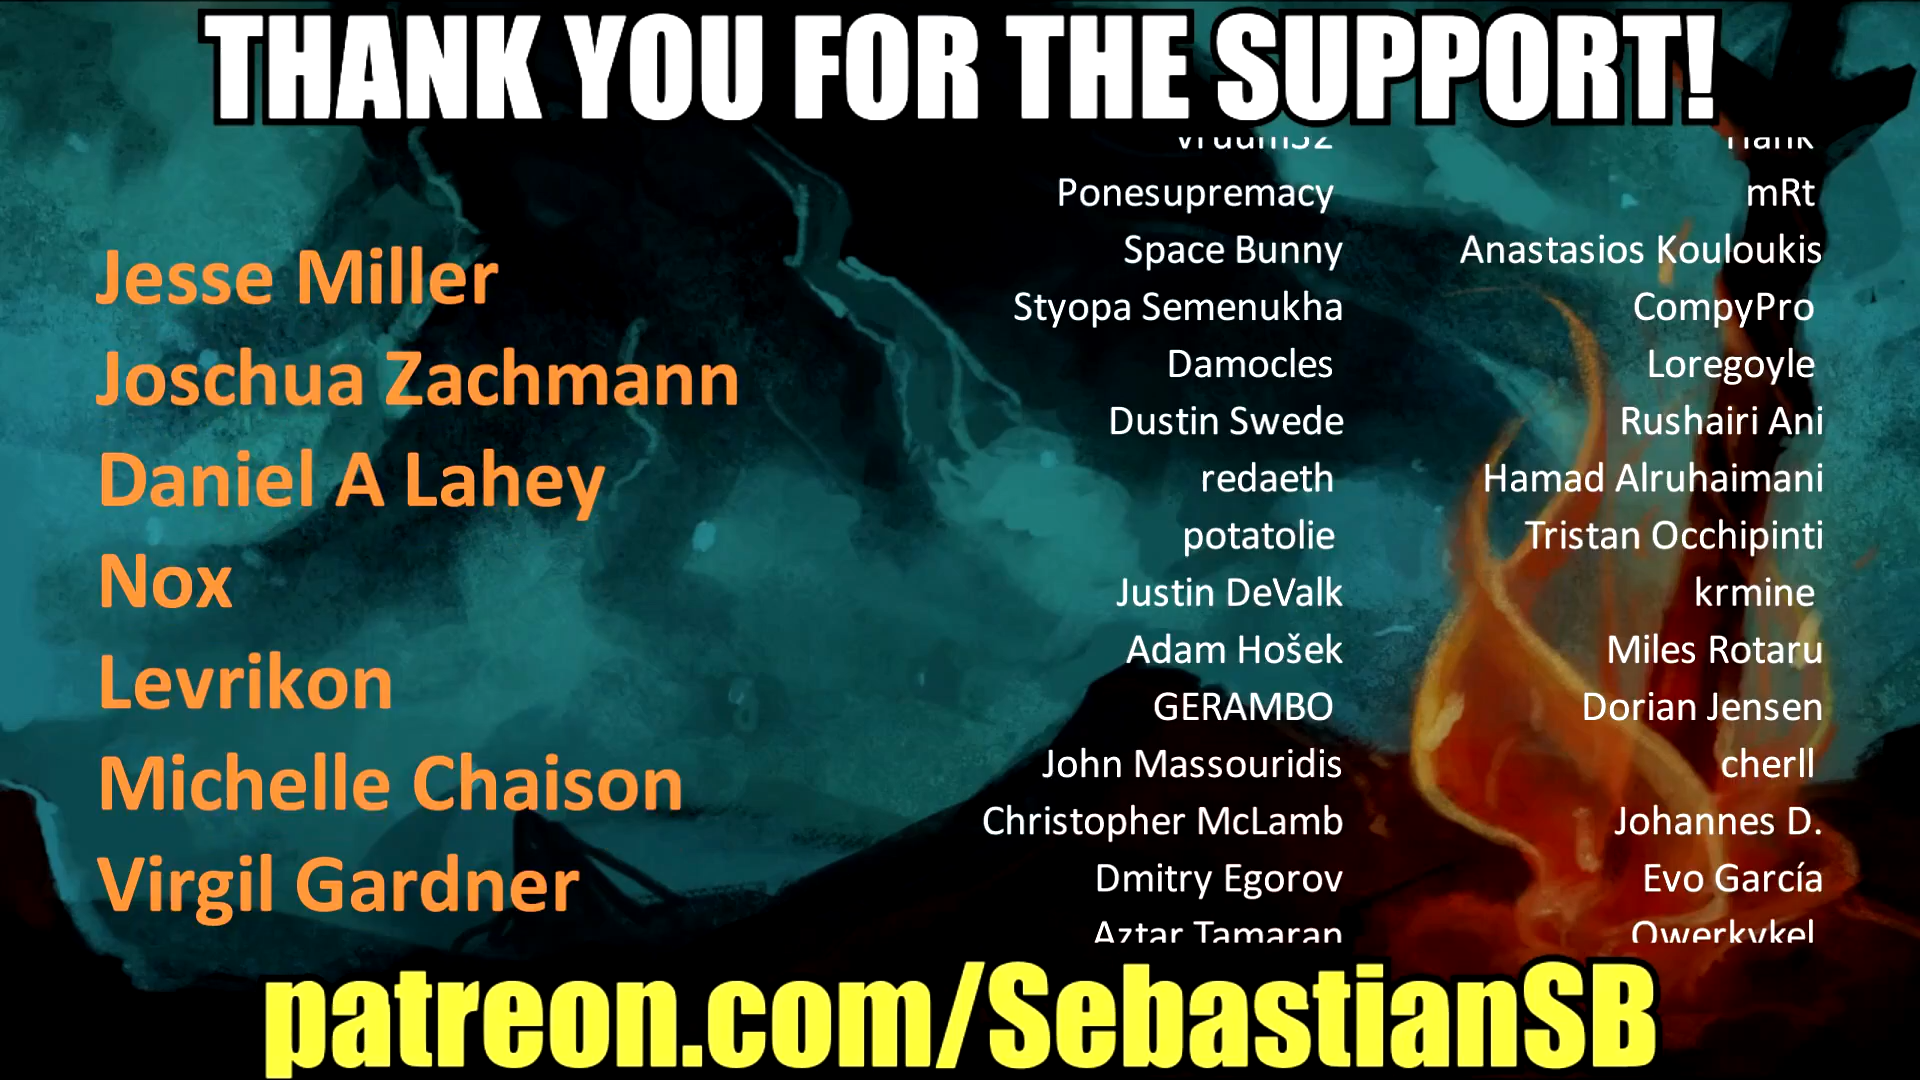 THANK YOU FOR THE SUPPORT!
Jesse Miller
Joschua Zachmann
Daniel A Lahey
Nox
Levrikon
Michelle Chaison
Virgil Gardner
Ponesupremacy
Space Bunny
Styopa Semenukha
Damocles
Dustin Swede
redaeth
potatolie
Justin DeValk
Adam Hošek
GERAMBO
John Massouridis
Christopher McLamb
Dmitry Egorov
Aztar Tamaran
mRt
Anastasios Kouloukis
CompyPro
Loregoyle
Rushairi Ani
Hamad Alruhaimani
Tristan Occhipinti
krmine
Miles Rotaru
Dorian Jensen
cherll
Johannes D.
Evo García
Qwerkykel
patreon.com/SebastianSB